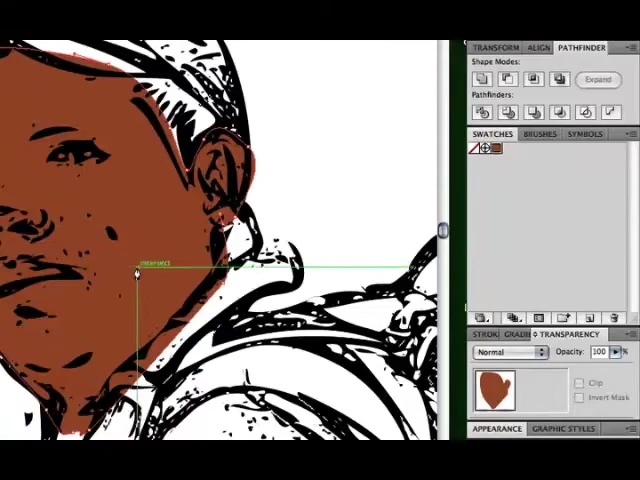 TRANSFORM ALIGN PATHFINDER
Shape Modes:
Expand
Pathfinders:
SWATCHES BRUSHES SYMBOLS
intersect
STROK GRADIE TRANSPARENCY
Normal Opacity: 100 %
Clip
Invert Mask
APPEARANCE GRAPHIC STYLES